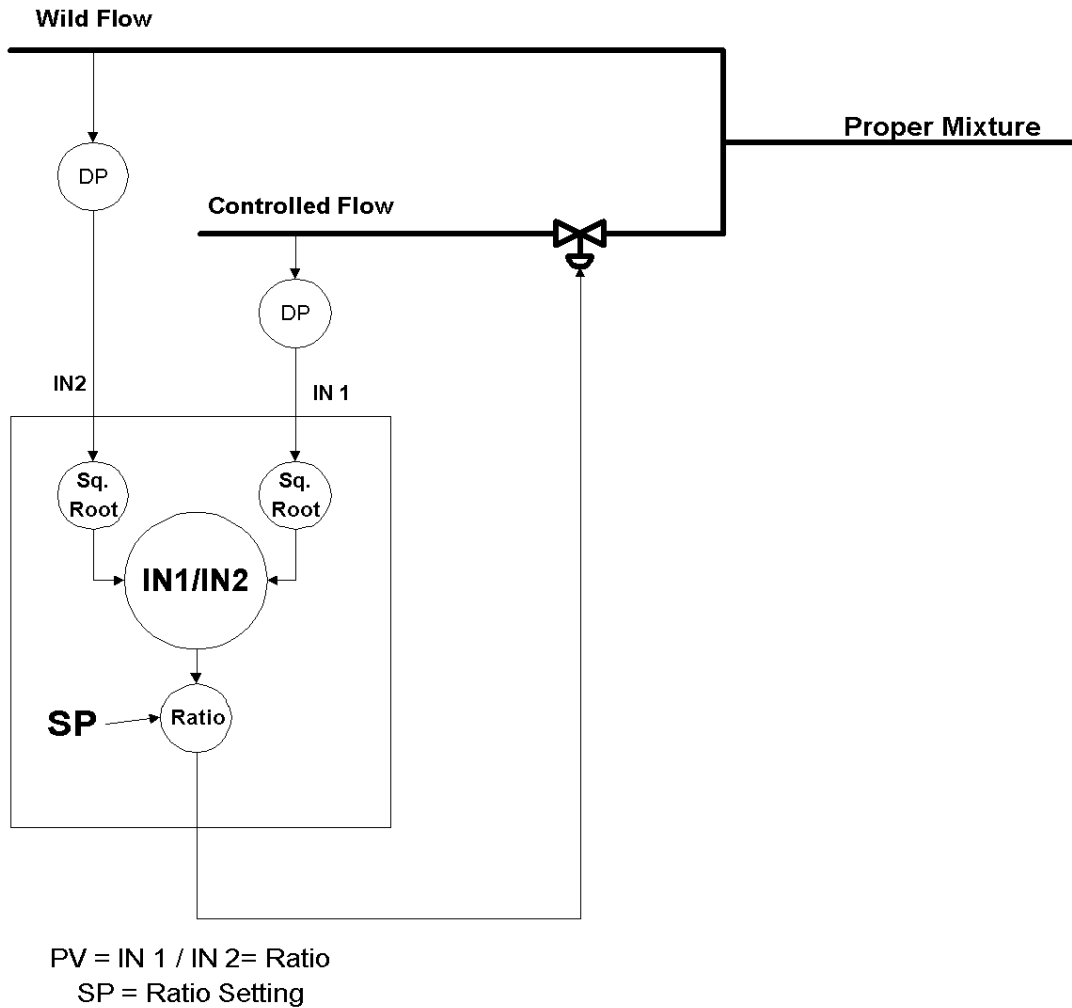 Wild Flow
Proper Mixture
DP
Controlled Flow
DP
IN2
IN 1
Sq.
Root
Sq.
Root
IN1/IN2
SP
Ratio
PV = IN 1 / IN 2= Ratio
SP = Ratio Setting